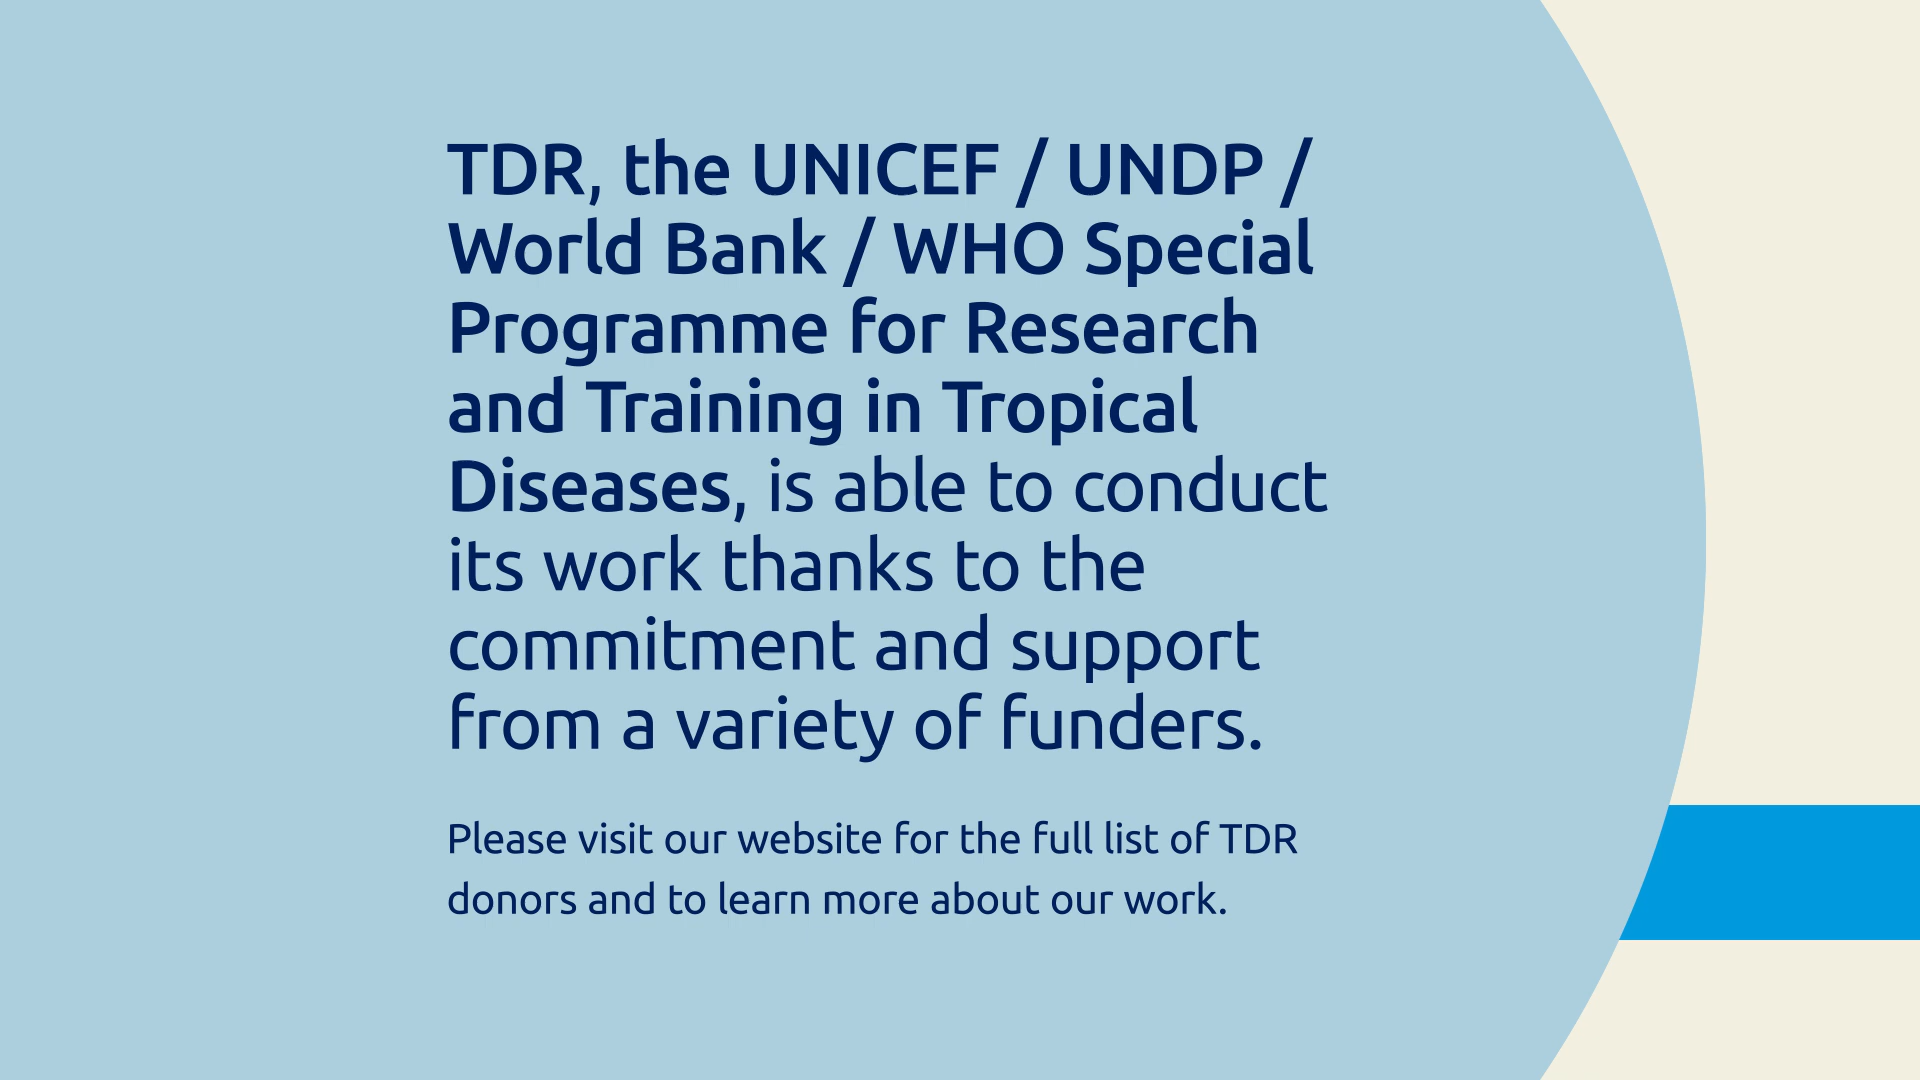 TDR, the UNICEF / UNDP /
World Bank / WHO Special
Programme for Research
and Training in Tropical
Diseases, is able to conduct
its work thanks to the
commitment and support
from a variety of funders.
Please visit our website for the full list of TDR
donors and to learn more about our work.